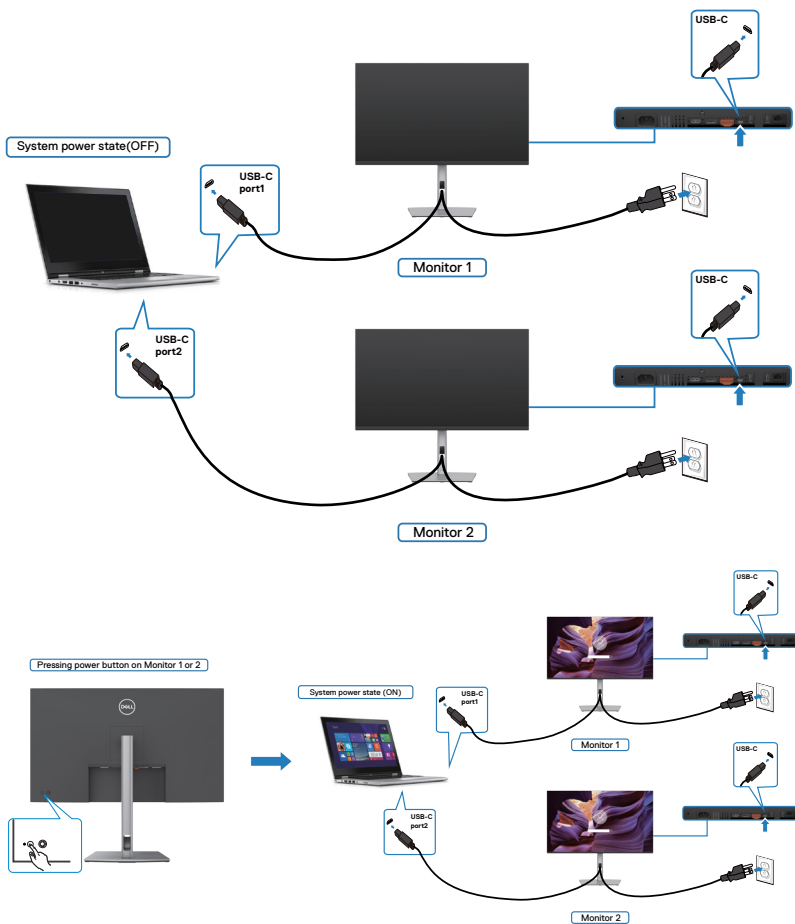 USB-C
System power state(OFF)
USB-C
port1
Monitor 1
USB-C
USB-C
port2
Monitor 2
USB-C
Pressing power button on Monitor 1 or 2
System power state (ON)
USB-C
port1
DELL
Monitor 1
USB-C
USB-C
port2
Monitor 2